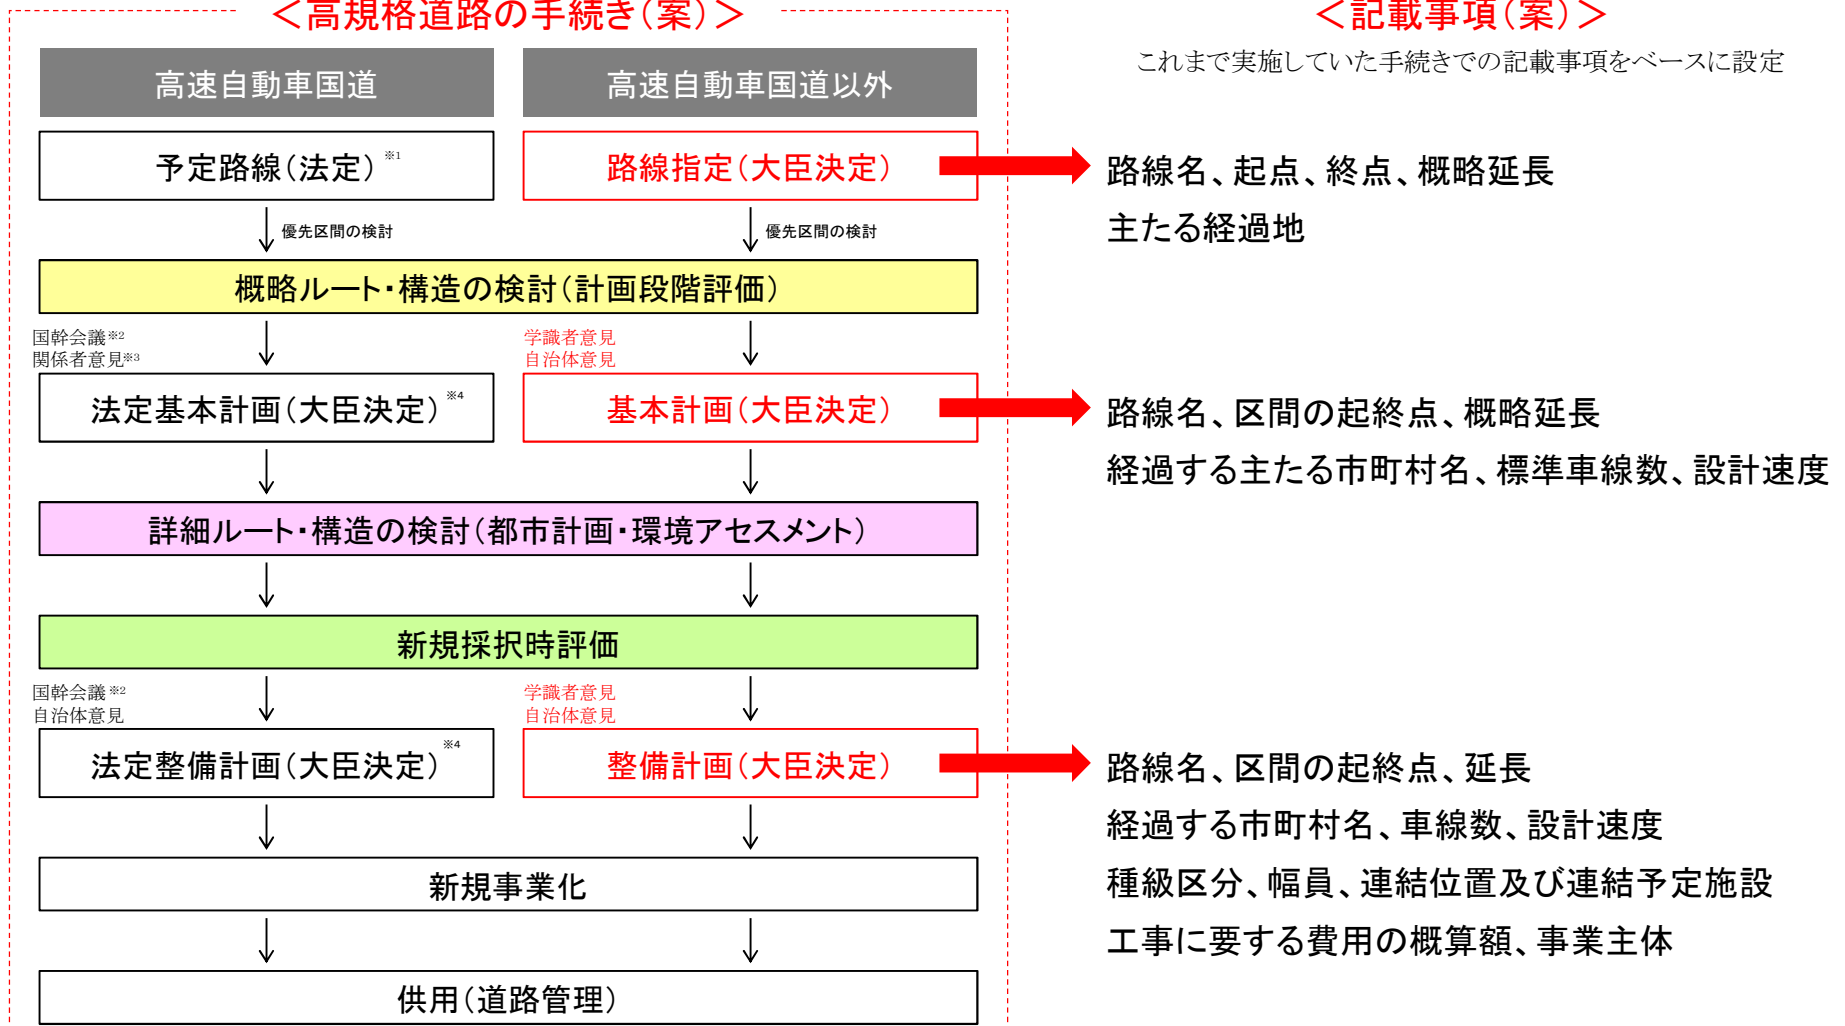 ＜高規格道路の手続き（案）＞
高速自動車国道
高速自動車国道以外
予定路線（法定）※1
路線指定（大臣決定）
優先区間の検討
優先区間の検討
概略ルート・構造の検討（計画段階評価）
国幹会議※2
関係者意見※3
学識者意見
自治体意見
法定基本計画（大臣決定）※4
基本計画（大臣決定）
詳細ルート・構造の検討（都市計画・環境アセスメント）
新規採択時評価
国幹会議※2
自治体意見
学識者意見
自治体意見
法定整備計画（大臣決定）※4
整備計画（大臣決定）
新規事業化
供用（道路管理）
＜記載事項（案）＞
これまで実施していた手続きでの記載事項をベースに設定
路線名、起点、終点、概略延長
主たる経過地
路線名、区間の起終点、概略延長
経過する主たる市町村名、標準車線数、設計速度
路線名、区間の起終点、延長
経過する市町村名、車線数、設計速度
種級区分、幅員、連結位置及び連結予定施設
工事に要する費用の概算額、事業主体